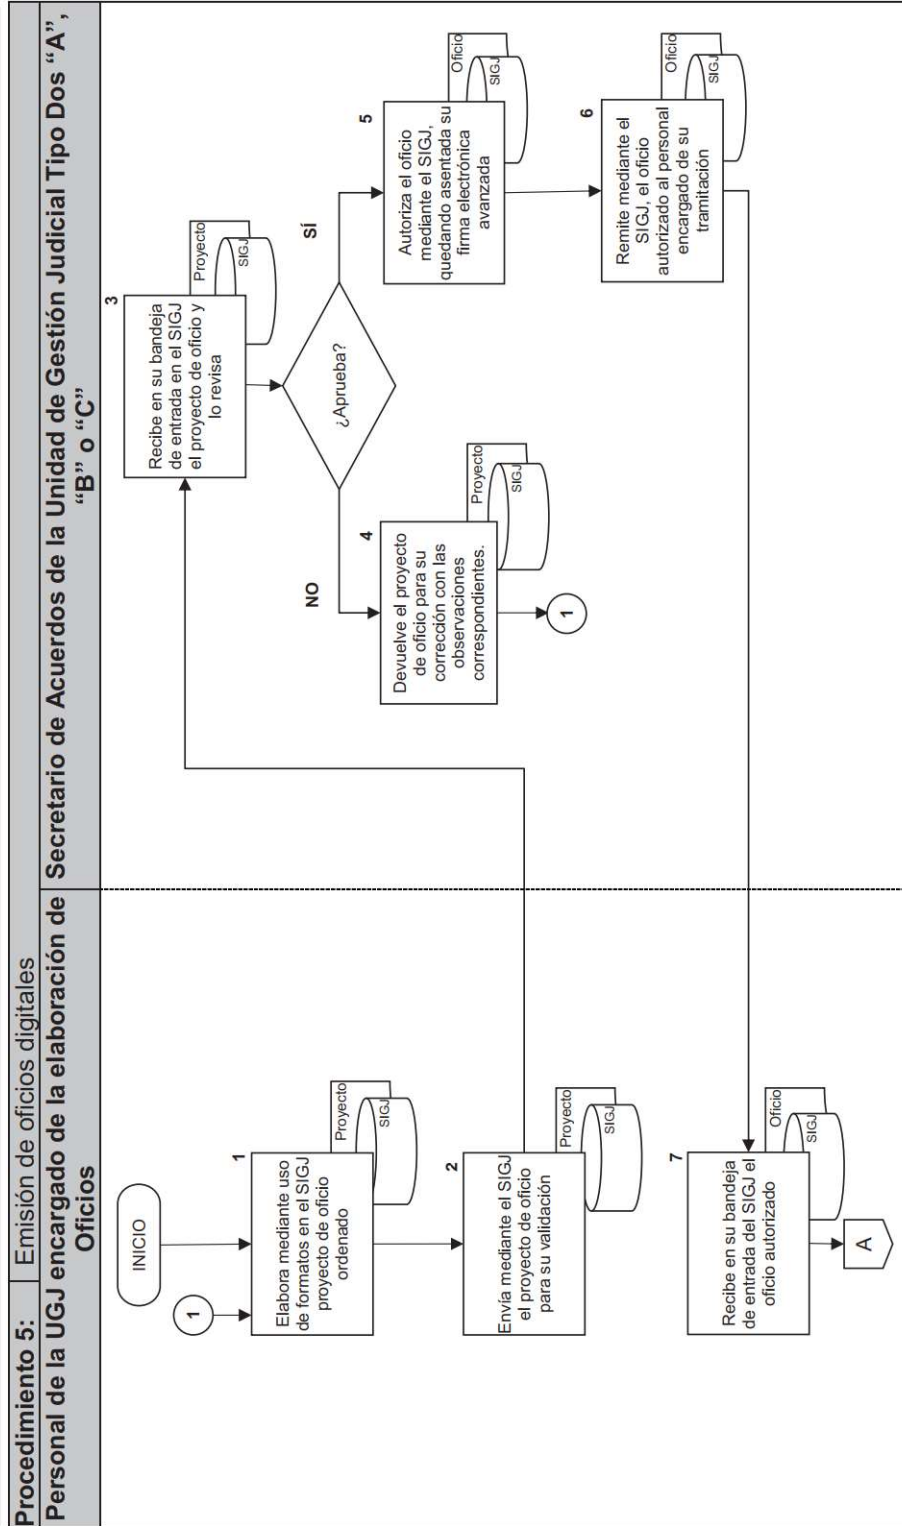 Procedimiento 5: Emisión de oficios digitales
Personal de la UGJ encargado de la elaboración de
Oficios
Secretario de Acuerdos de la Unidad de Gestión Judicial Tipo Dos “A”,
“B” o “C”
INICIO
1
1
Elabora mediante uso
de formatos en el SIGJ
proyecto de oficio
ordenado
Proyecto
SIGJ
2
Envía mediante el SIGJ
el proyecto de oficio
para su validación
Proyecto
SIGJ
3
Recibe en su bandeja
de entrada en el SIGJ
el proyecto de oficio y
lo revisa
Proyecto
SIGJ
¿Aprueba?
NO
SÍ
4
Devuelve el proyecto
de oficio para su
corrección con las
observaciones
correspondientes.
Proyecto
SIGJ
1
5
Autoriza el oficio
mediante el SIGJ,
quedando asentada su
firma electrónica
avanzada
Oficio
SIGJ
6
Remite mediante el
SIGJ, el oficio
autorizado al personal
encargado de su
tramitación
Oficio
SIGJ
7
Recibe en su bandeja
de entrada del SIGJ el
oficio autorizado
Oficio
SIGJ
A